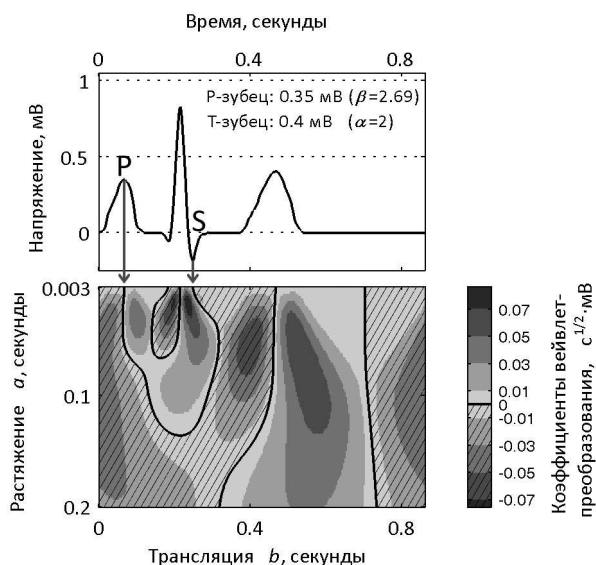 Время, секунды
0 0.4 0.8
1
0.5
0
Напряжение, мВ
P-зубец: 0.35 мВ (β=2.69)
T-зубец: 0.4 мВ (α=2)
P
S
0.003
0.1
0.2
Растяжение a, секунды
0 0.4 0.8
Трансляция b, секунды
0.07
0.05
0.03
0.01
0
-0.01
-0.03
-0.05
-0.07
Коэффициенты вейвлет-
преобразования, с^1/2·мВ